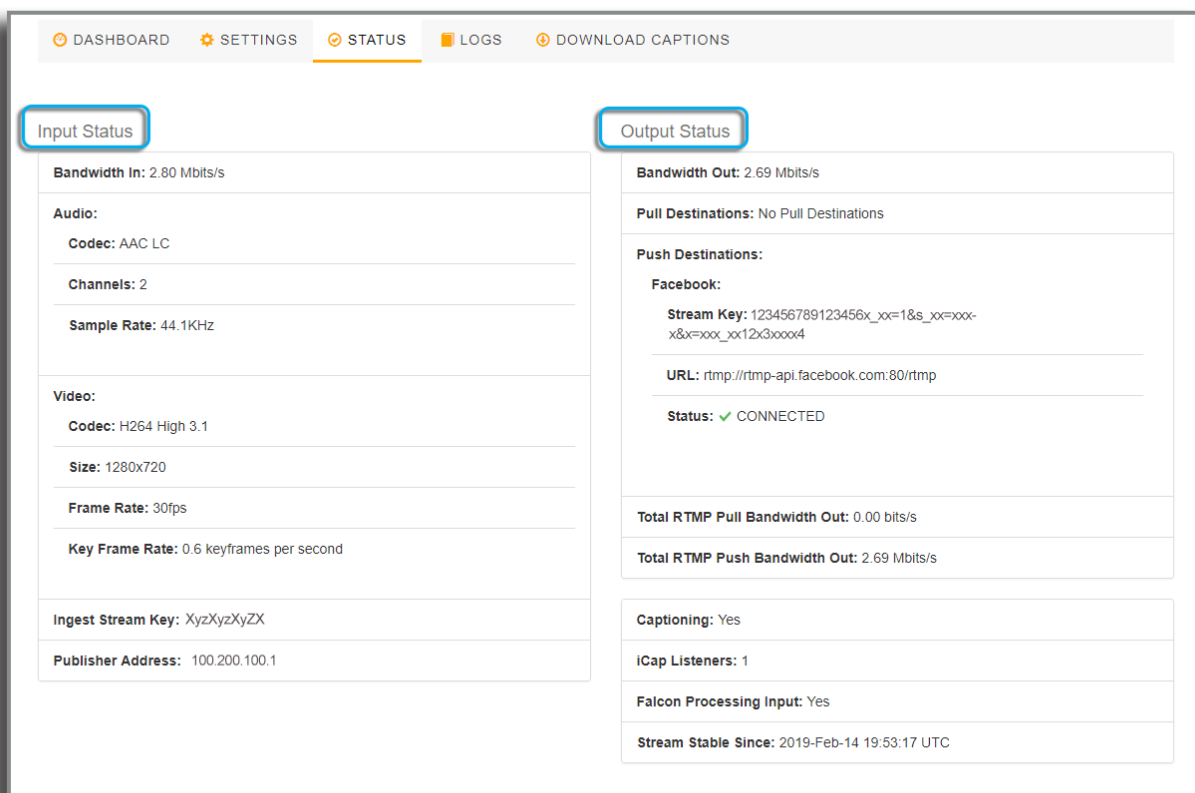 DASHBOARD SETTINGS STATUS LOGS DOWNLOAD CAPTIONS
Input Status
Bandwidth In: 2.80 Mbits/s
Audio:
Codec: AAC LC
Channels: 2
Sample Rate: 44.1KHz
Video:
Codec: H264 High 3.1
Size: 1280x720
Frame Rate: 30fps
Key Frame Rate: 0.6 keyframes per second
Ingest Stream Key: XyzXyzXyZX
Publisher Address: 100.200.100.1
Output Status
Bandwidth Out: 2.69 Mbits/s
Pull Destinations: No Pull Destinations
Push Destinations:
Facebook:
Stream Key: 123456789123456x_xx=1&s_xx=xxx-
x&x=xxx_xx12x3xxxx4
URL: rtmp://rtmp-api.facebook.com:80/rtmp
Status: ✓ CONNECTED
Total RTMP Pull Bandwidth Out: 0.00 bits/s
Total RTMP Push Bandwidth Out: 2.69 Mbits/s
Captioning: Yes
iCap Listeners: 1
Falcon Processing Input: Yes
Stream Stable Since: 2019-Feb-14 19:53:17 UTC